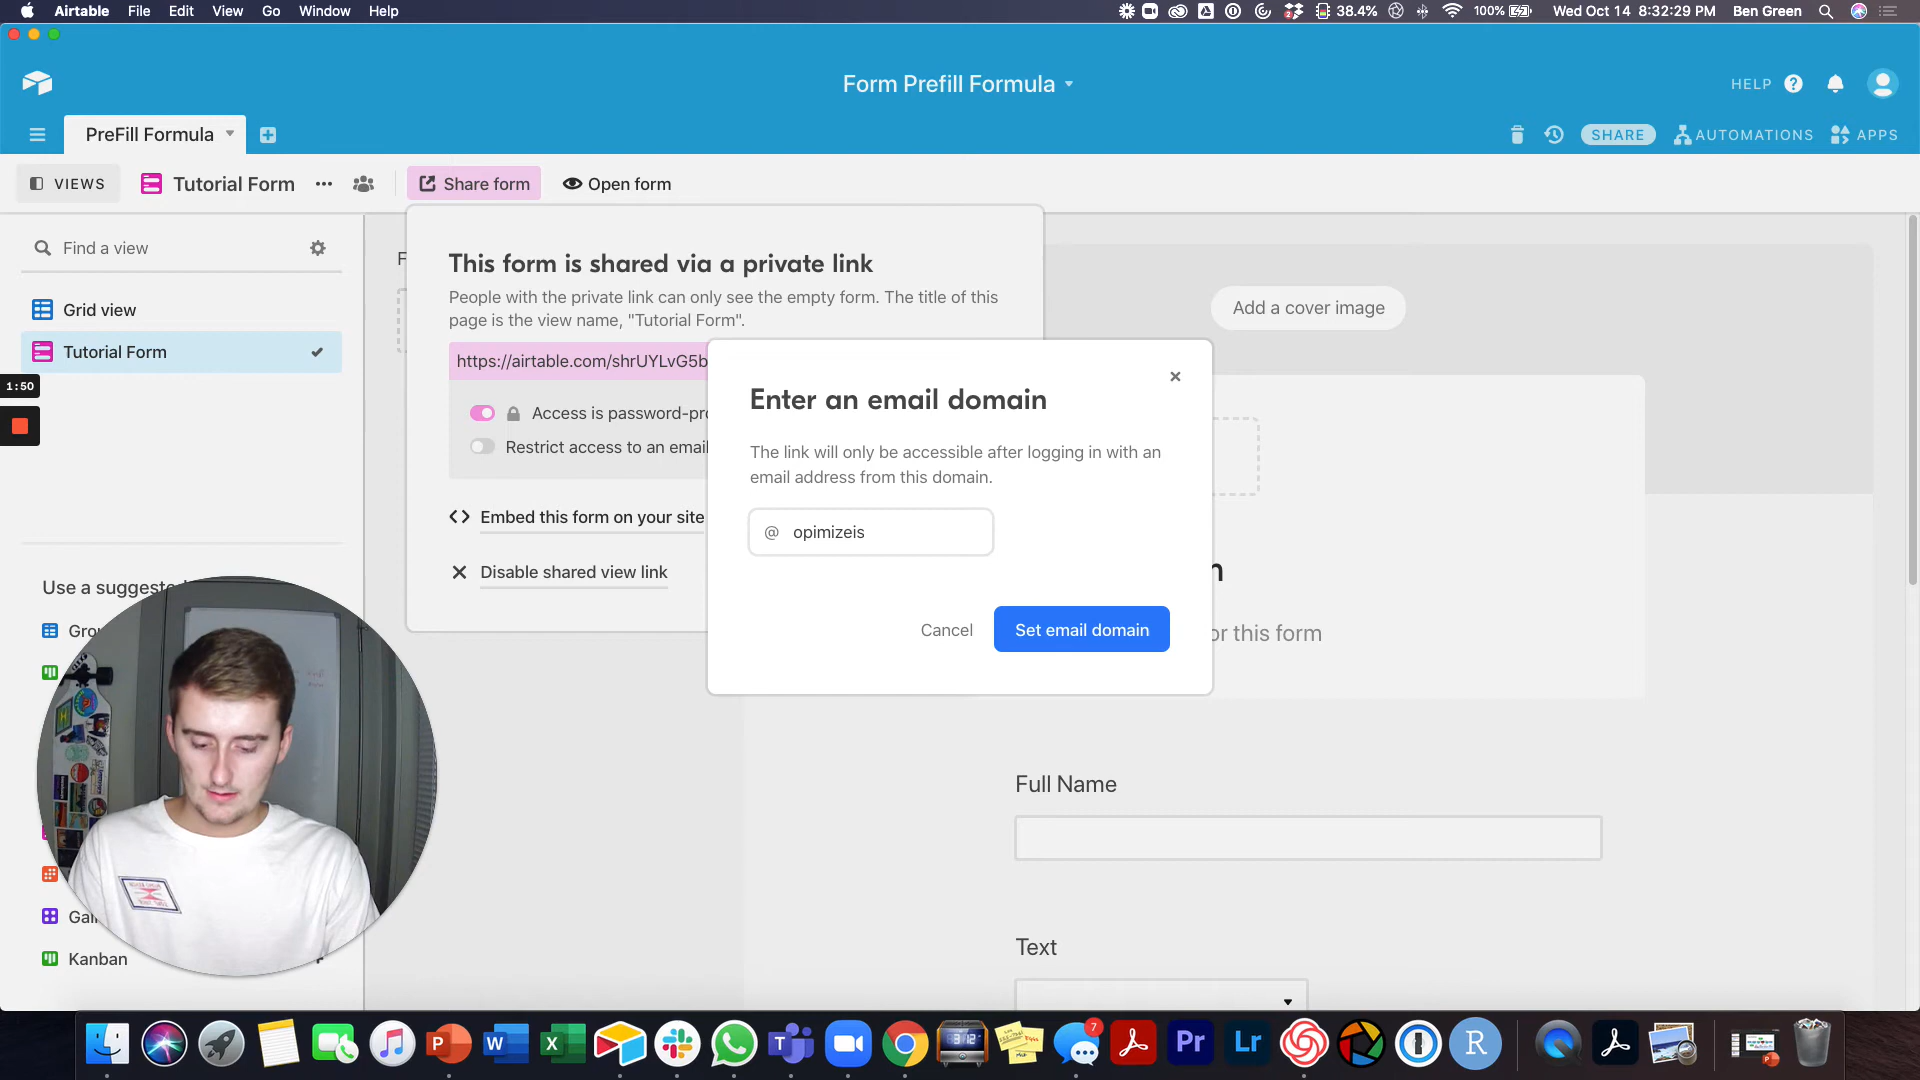 Airtable File Edit View Go Window Help
38.4% 100% Wed Oct 14 8:32:29 PM Ben Green
Form Prefill Formula
HELP
PreFill Formula
SHARE AUTOMATIONS APPS
VIEWS Tutorial Form Share form Open form
Find a view
Grid view
Tutorial Form
1:50
This form is shared via a private link
People with the private link can only see the empty form. The title of this
page is the view name, "Tutorial Form".
https://airtable.com/shrUYLvG5b
Access is password-pro
Restrict access to an email
Embed this form on your site
Disable shared view link
Add a cover image
Enter an email domain
The link will only be accessible after logging in with an
email address from this domain.
@ opimizeis
Cancel Set email domain
or this form
Full Name
Text
Kanban
7